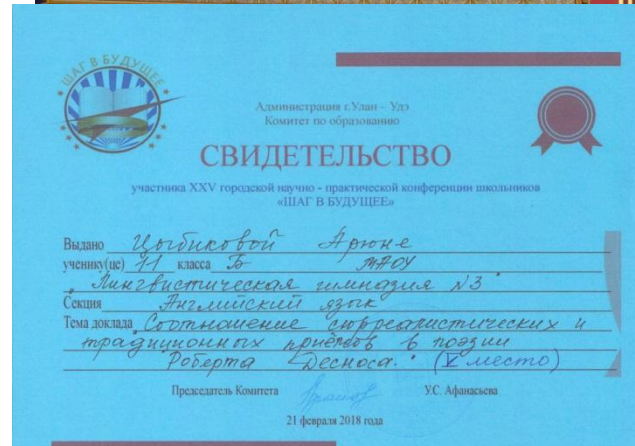 ШАГ В БУДУЩЕЕ
Администрация г.Улан – Удэ
Комитет по образованию
СВИДЕТЕЛЬСТВО
участника XXV городской научно - практической конференции школьников
«ШАГ В БУДУЩЕЕ»
Выдано Цыбиковой Арюне
ученику(це) 11 класса Б МАОУ
"Лингвистическая гимназия №3"
Секция Английский язык
Тема доклада "Соотношение сюрреалистических и
традиционных приёмов в поэзии
Роберта Десноса." (V место)
Председатель Комитета У.С. Афанасьева
21 февраля 2018 года